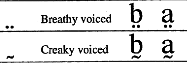 ̤ Breathy voiced b̤ a̤
̰ Creaky voiced b̰ a̰